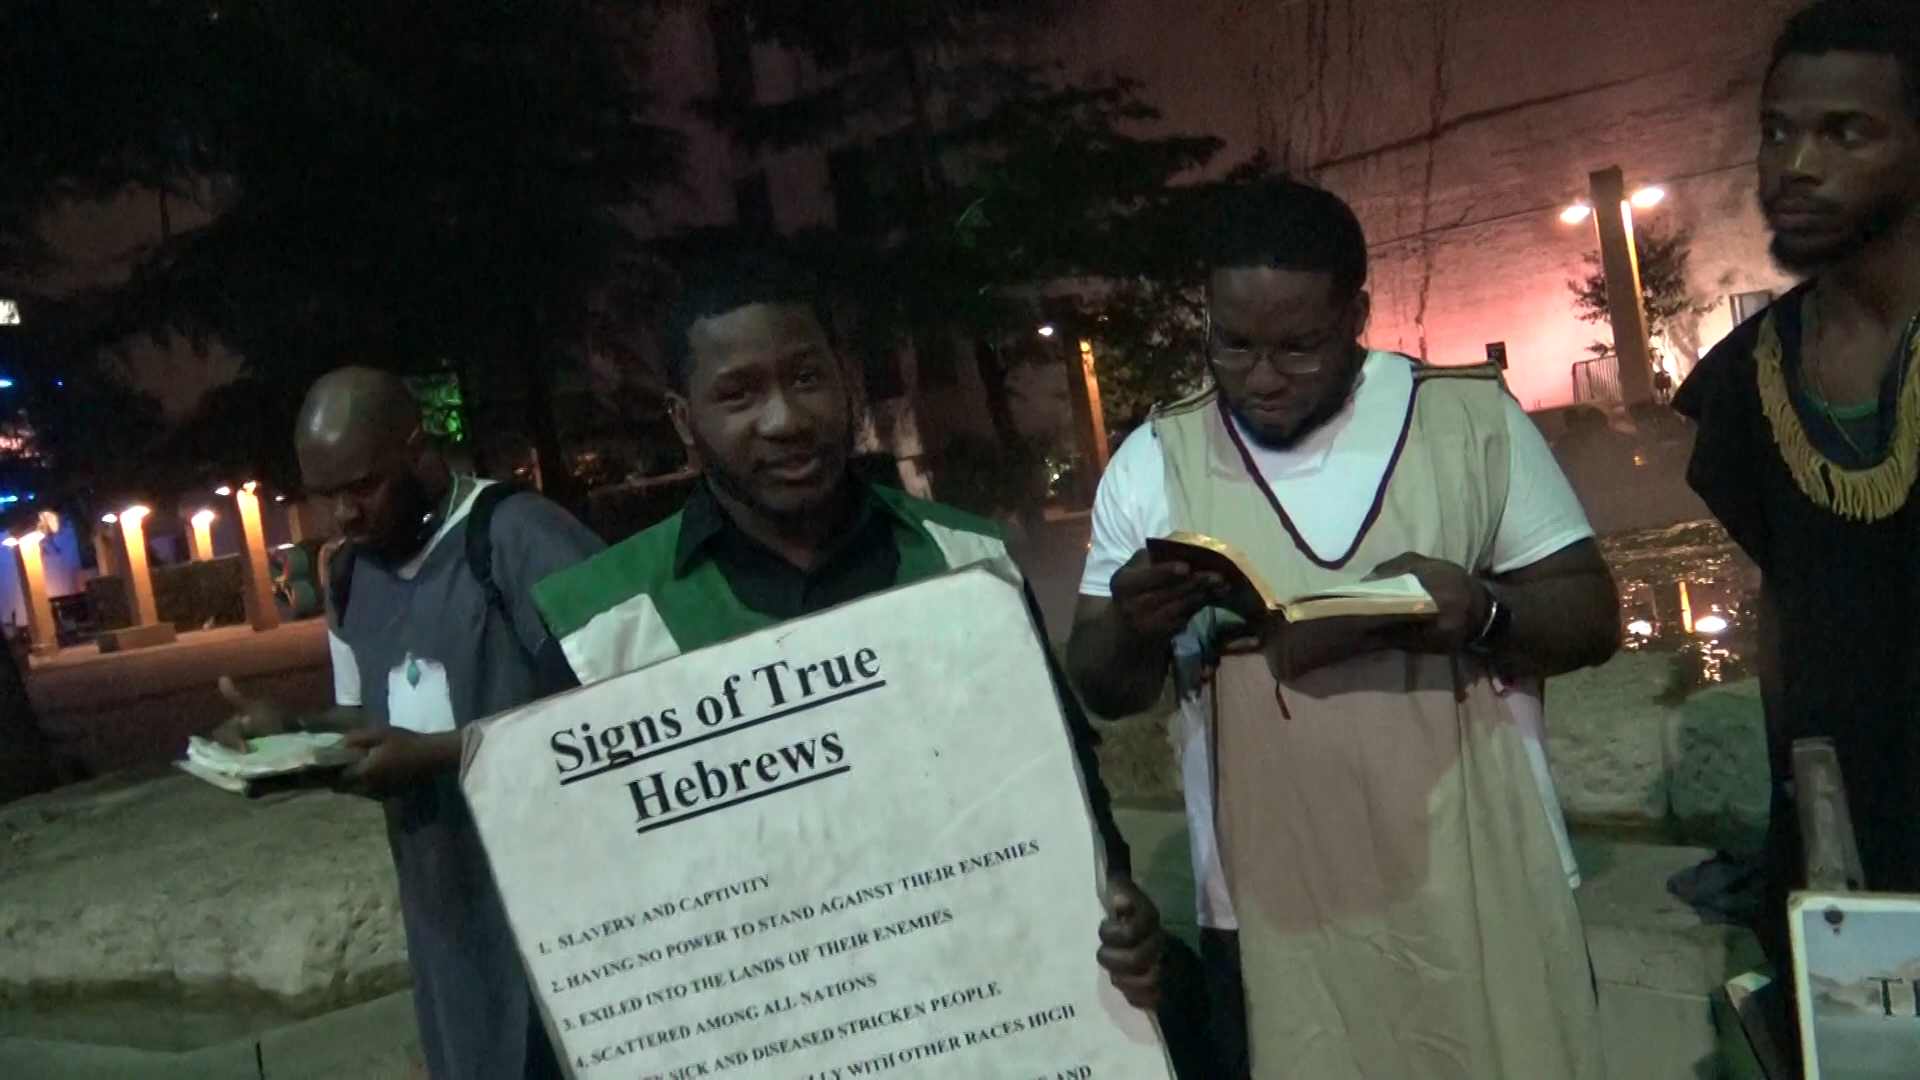 Signs of True
Hebrews
1. SLAVERY AND CAPTIVITY
2. HAVING NO POWER TO STAND AGAINST THEIR ENEMIES
3. EXILED INTO THE LANDS OF THEIR ENEMIES
4. SCATTERED AMONG ALL NATIONS
SICK AND DISEASED STRICKEN PEOPLE
WITH OTHER RACES HIGH
AND